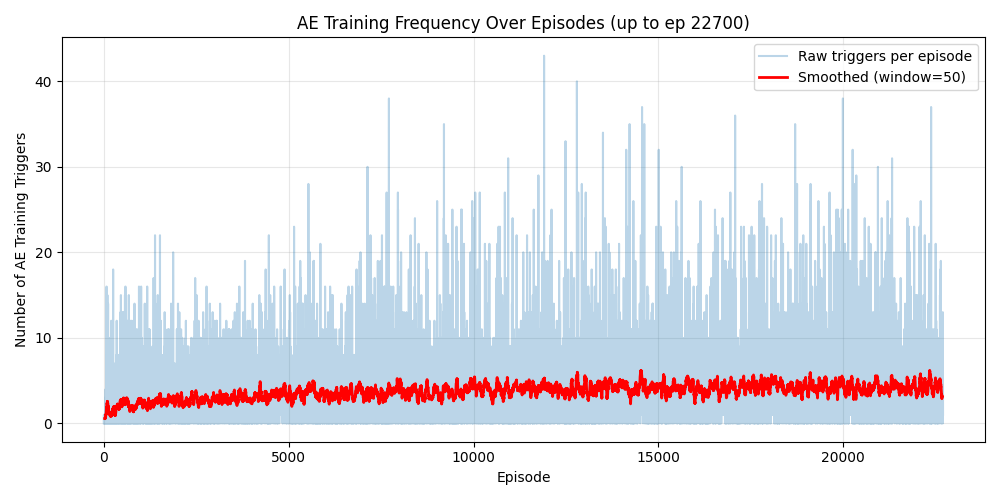 AE Training Frequency Over Episodes (up to ep 22700)
Raw triggers per episode
Smoothed (window=50)
Number of AE Training Triggers
40
30
20
10
0
0 5000 10000 15000 20000
Episode